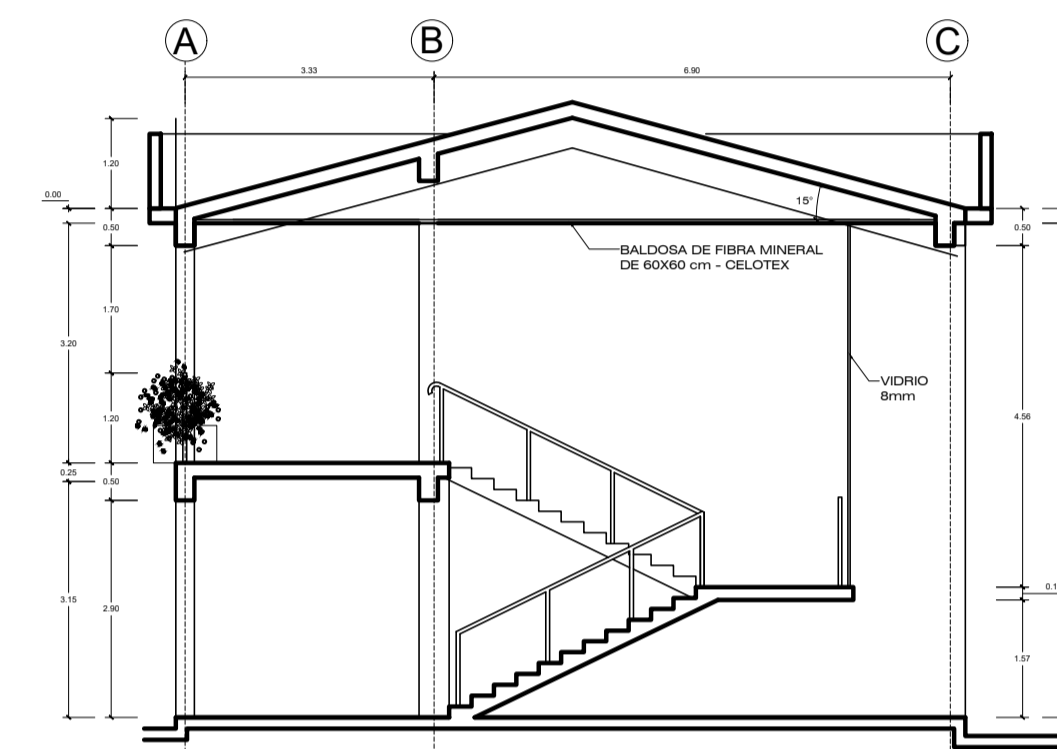 A
B
C
3.33
6.90
1.20
0.00
0.50
0.50
15°
BALDOSA DE FIBRA MINERAL
DE 60X60 cm - CELOTEX
1.70
3.20
VIDRIO
8mm
4.56
1.20
0.25
0.50
3.15
2.90
1.57